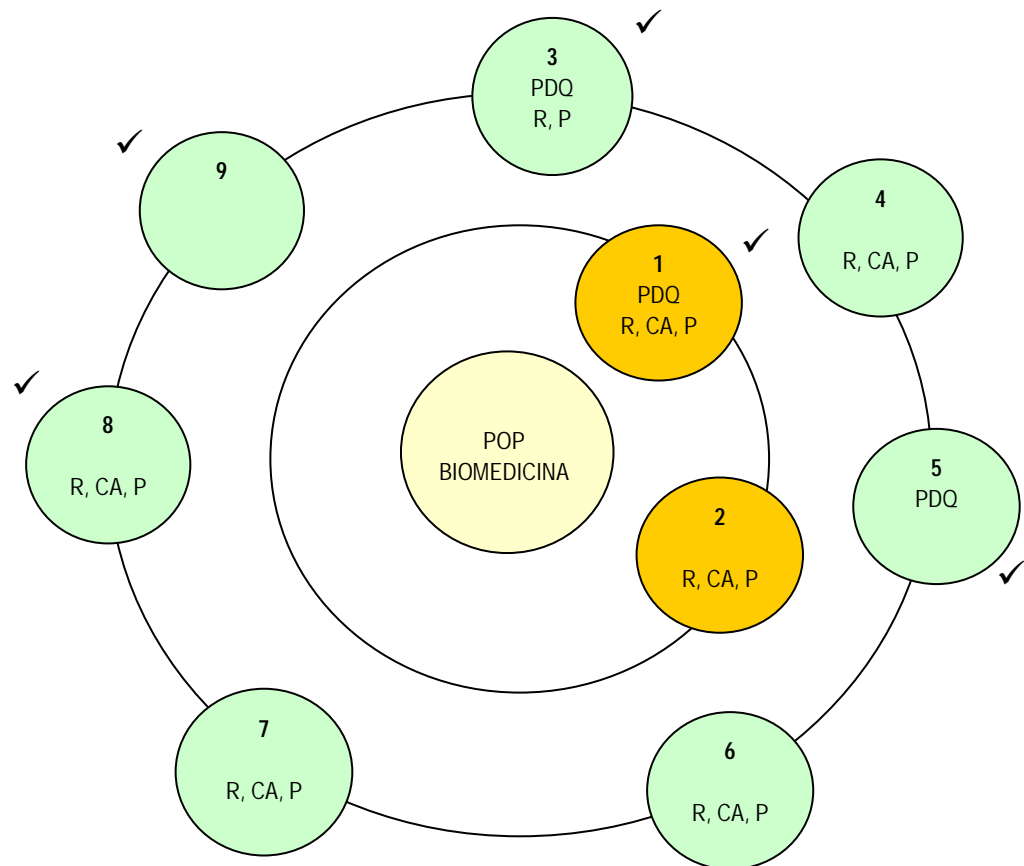 3
PDQ
R, P
✓
✓
9
4
R, CA, P
1
PDQ
R, CA, P
✓
✓
8
R, CA, P
POP
BIOMEDICINA
5
PDQ
✓
2
R, CA, P
7
R, CA, P
6
R, CA, P